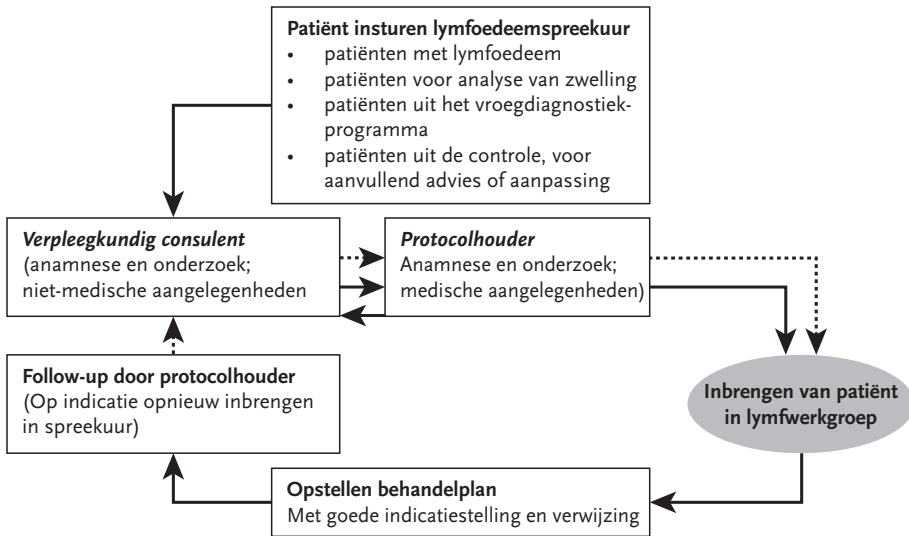 Patiënt insturen lymfoedeemspreekuur
• patiënten met lymfoedeem
• patiënten voor analyse van zwelling
• patiënten uit het vroegdiagnostiek-
programma
• patiënten uit de controle, voor
aanvullend advies of aanpassing
Verpleegkundig consulent
(anamnese en onderzoek;
niet-medische aangelegenheden
Protocolhouder
Anamnese en onderzoek;
medische aangelegenheden)
Inbrengen van patiënt
in lymfwerkgroep
Opstellen behandelplan
Met goede indicatiestelling en verwijzing
Follow-up door protocolhouder
(Op indicatie opnieuw inbrengen
in spreekuur)